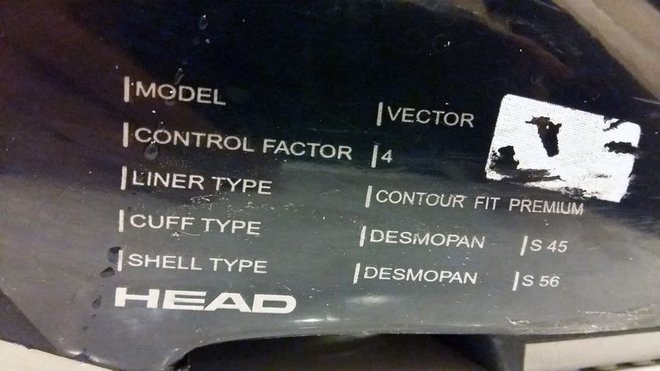 |MODEL |VECTOR
|CONTROL FACTOR |4
|LINER TYPE |CONTOUR FIT PREMIUM
|CUFF TYPE |DESMOPAN |S 45
|SHELL TYPE |DESMOPAN |S 56
HEAD